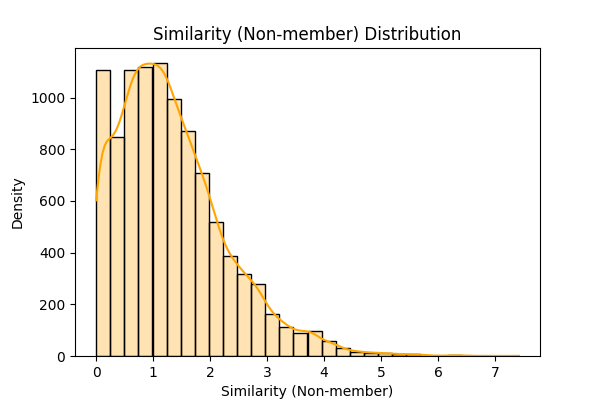 Similarity (Non-member) Distribution
1000
800
600
400
200
0
Density
0 1 2 3 4 5 6 7
Similarity (Non-member)